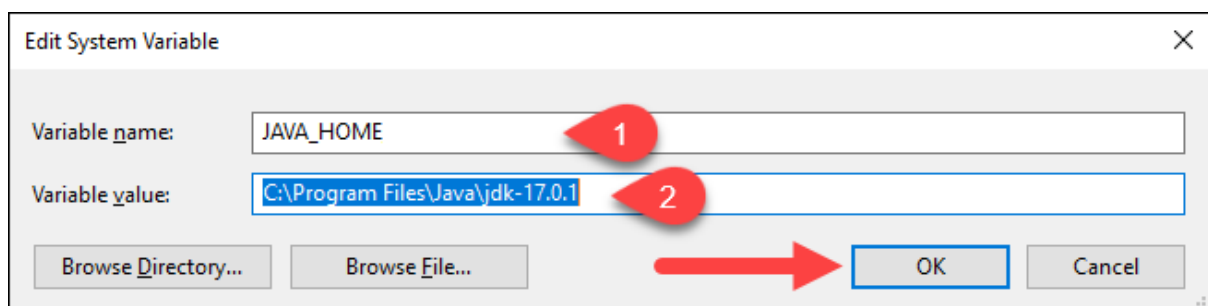 Edit System Variable
Variable name: JAVA_HOME 1
Variable value: C:\Program Files\Java\jdk-17.0.1 2
Browse Directory... Browse File... OK Cancel